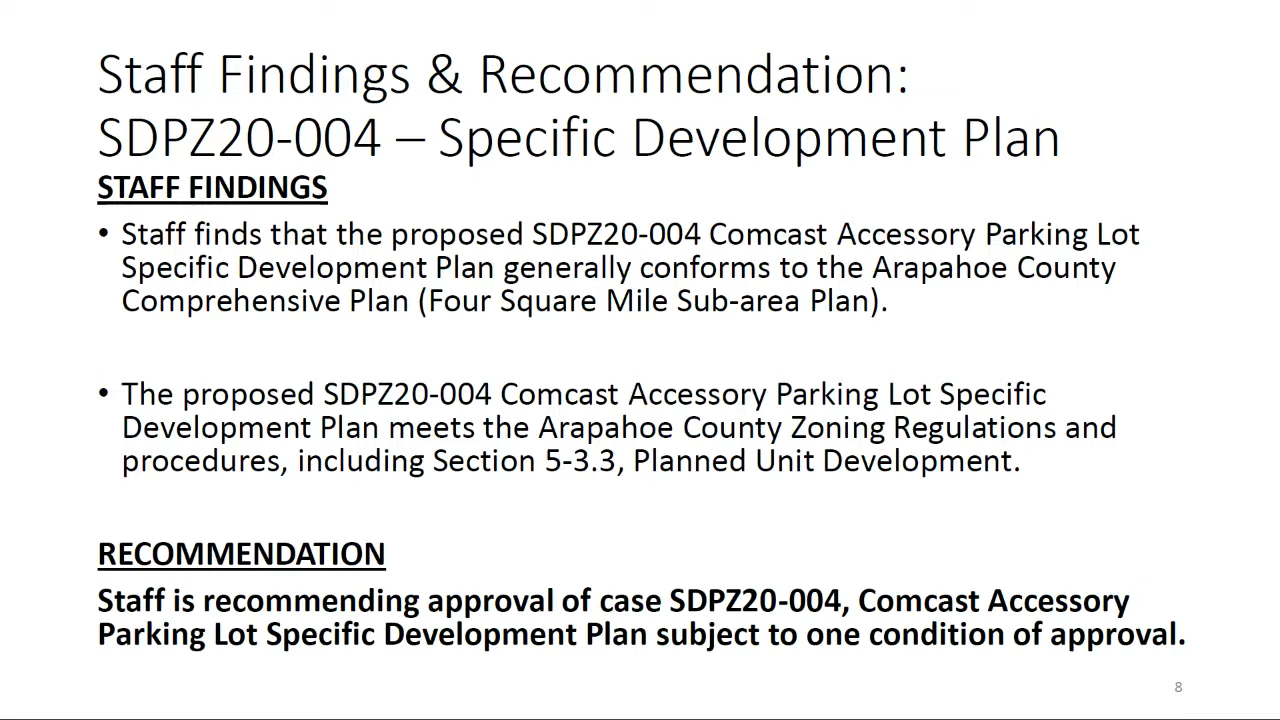 Staff Findings & Recommendation:
SDPZ20-004 – Specific Development Plan
STAFF FINDINGS
• Staff finds that the proposed SDPZ20-004 Comcast Accessory Parking Lot
Specific Development Plan generally conforms to the Arapahoe County
Comprehensive Plan (Four Square Mile Sub-area Plan).
• The proposed SDPZ20-004 Comcast Accessory Parking Lot Specific
Development Plan meets the Arapahoe County Zoning Regulations and
procedures, including Section 5-3.3, Planned Unit Development.
RECOMMENDATION
Staff is recommending approval of case SDPZ20-004, Comcast Accessory
Parking Lot Specific Development Plan subject to one condition of approval.
8